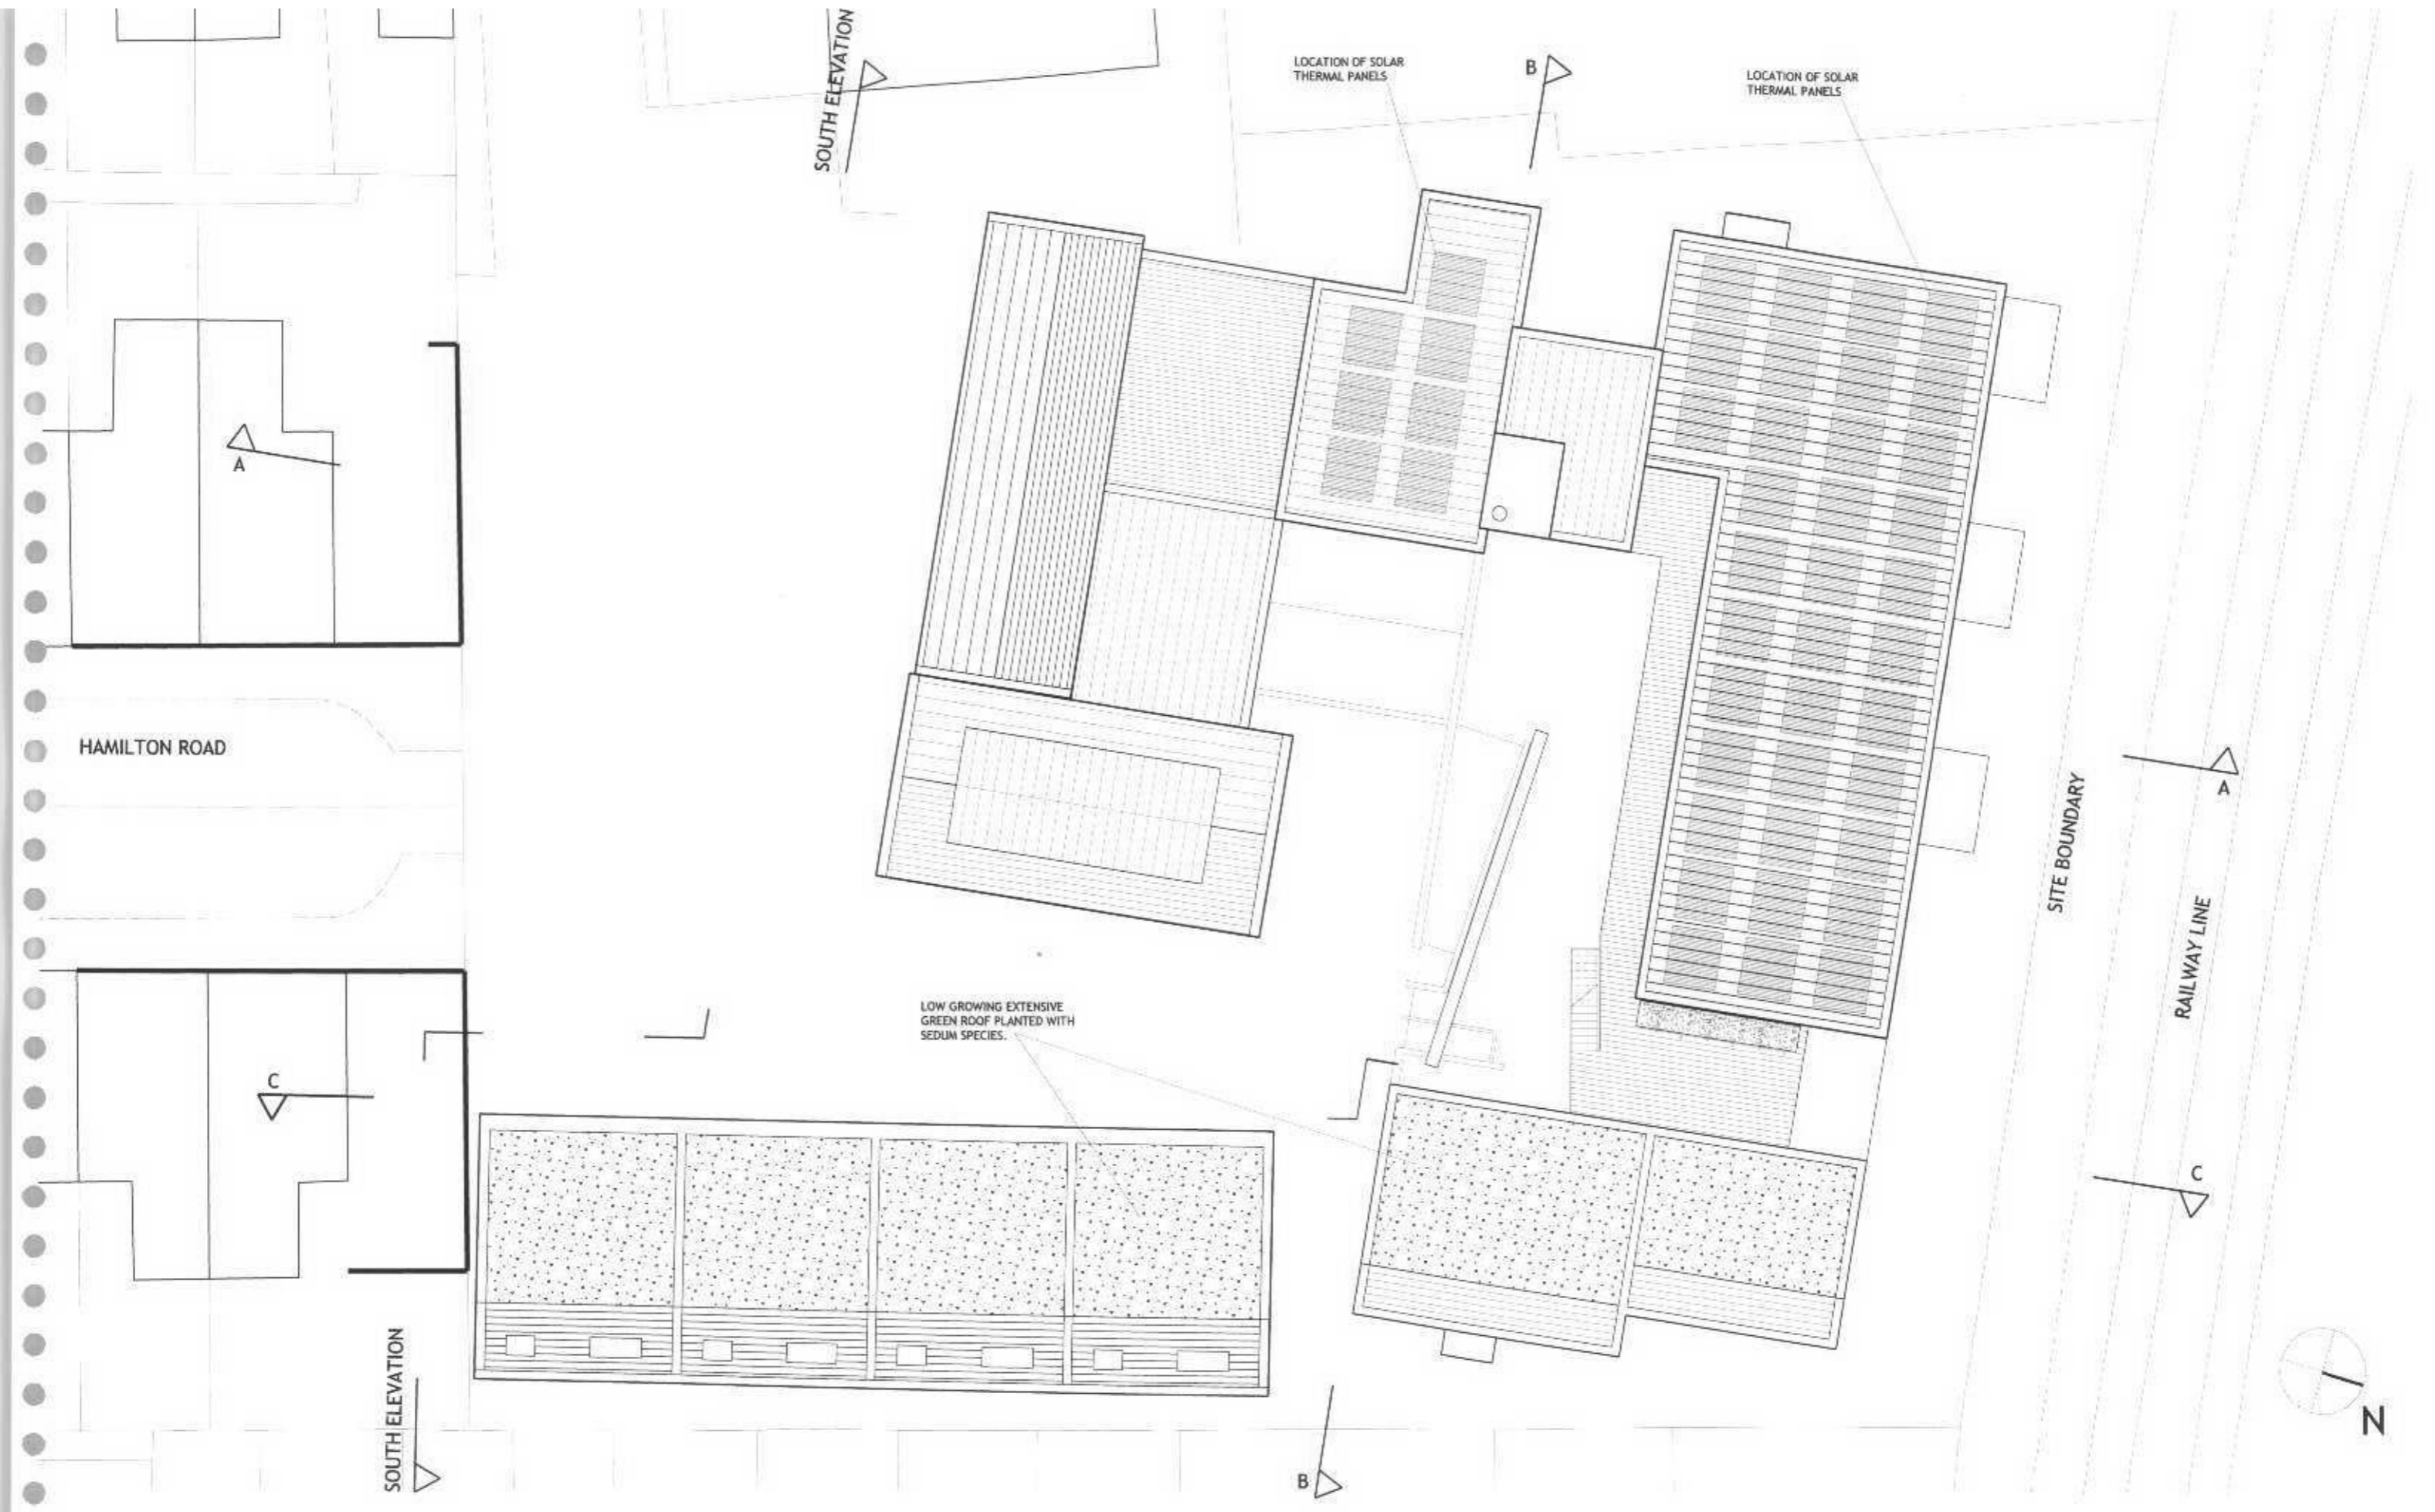 SOUTH ELEVATION
LOCATION OF SOLAR
THERMAL PANELS
B
LOCATION OF SOLAR
THERMAL PANELS
A
HAMILTON ROAD
A
SITE BOUNDARY
RAILWAY LINE
LOW GROWING EXTENSIVE
GREEN ROOF PLANTED WITH
SEDUM SPECIES.
C
C
SOUTH ELEVATION
B
N